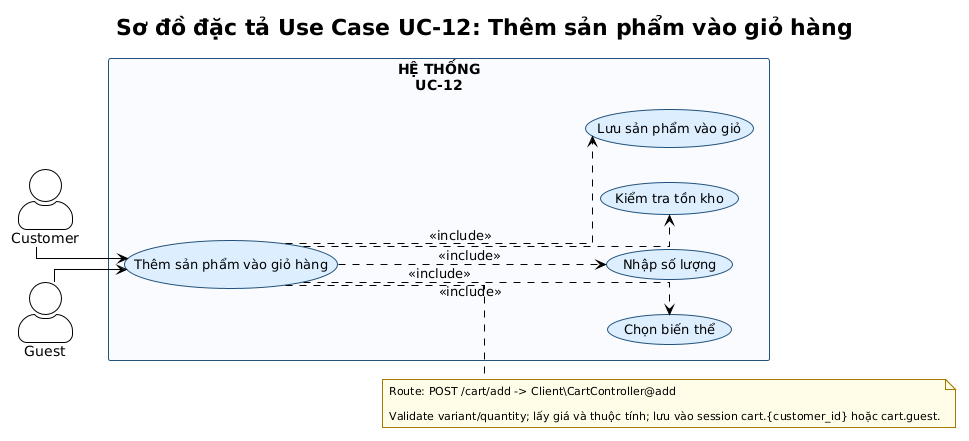 Sơ đồ đặc tả Use Case UC-12: Thêm sản phẩm vào giỏ hàng
HỆ THỐNG
UC-12
Lưu sản phẩm vào giỏ
Kiểm tra tồn kho
Customer
«include»
«include»
Thêm sản phẩm vào giỏ hàng
Nhập số lượng
«include»
«include»
Chọn biến thể
Guest
Route: POST /cart/add -> Client\CartController@add
Validate variant/quantity; lấy giá và thuộc tính; lưu vào session cart.{customer_id} hoặc cart.guest.